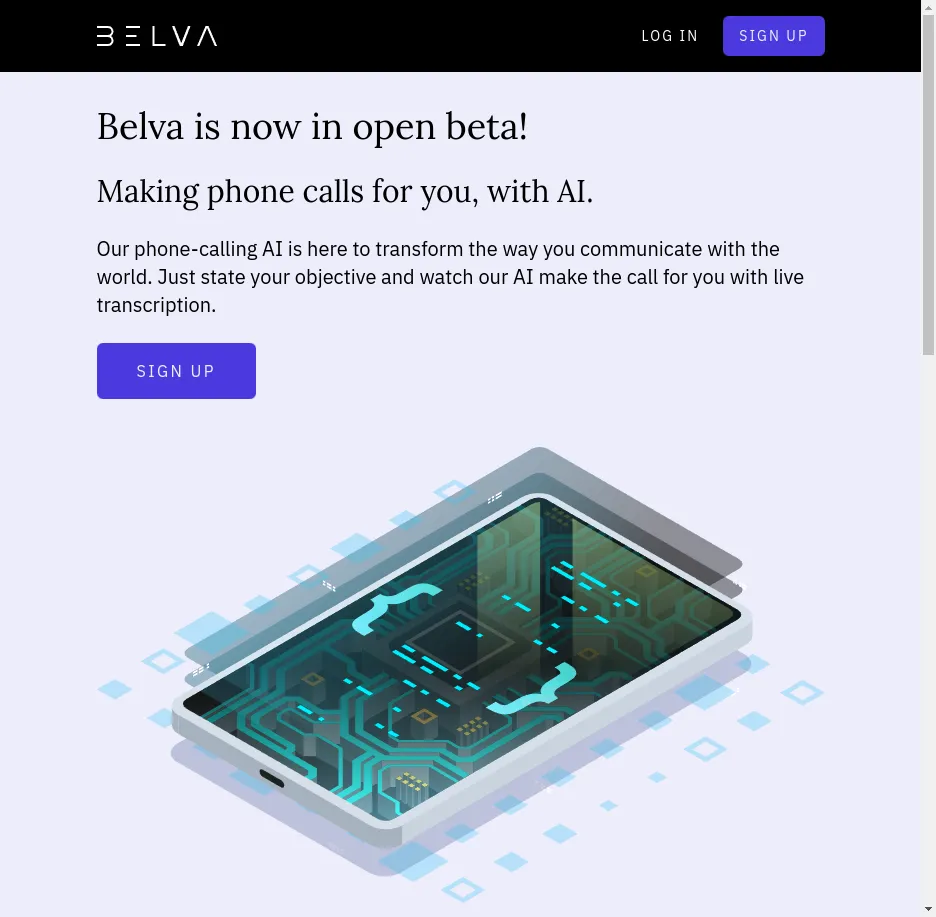 BELVA
LOG IN
SIGN UP
Belva is now in open beta!
Making phone calls for you, with AI.
Our phone-calling AI is here to transform the way you communicate with the
world. Just state your objective and watch our AI make the call for you with live
transcription.
SIGN UP